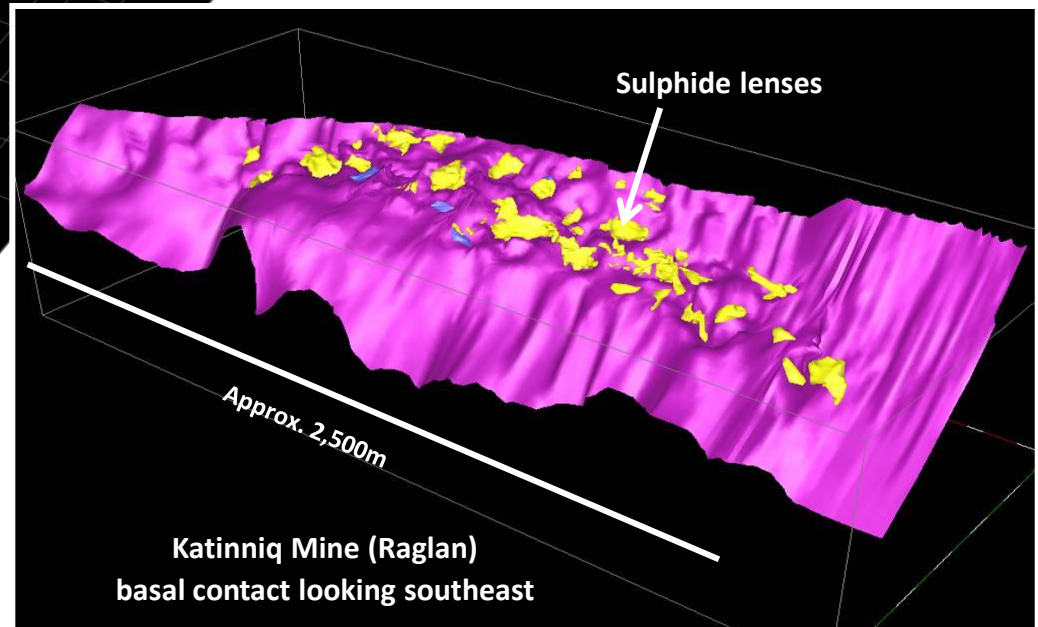 Sulphide lenses
Approx. 2,500m
Katinniq Mine (Raglan)
basal contact looking southeast